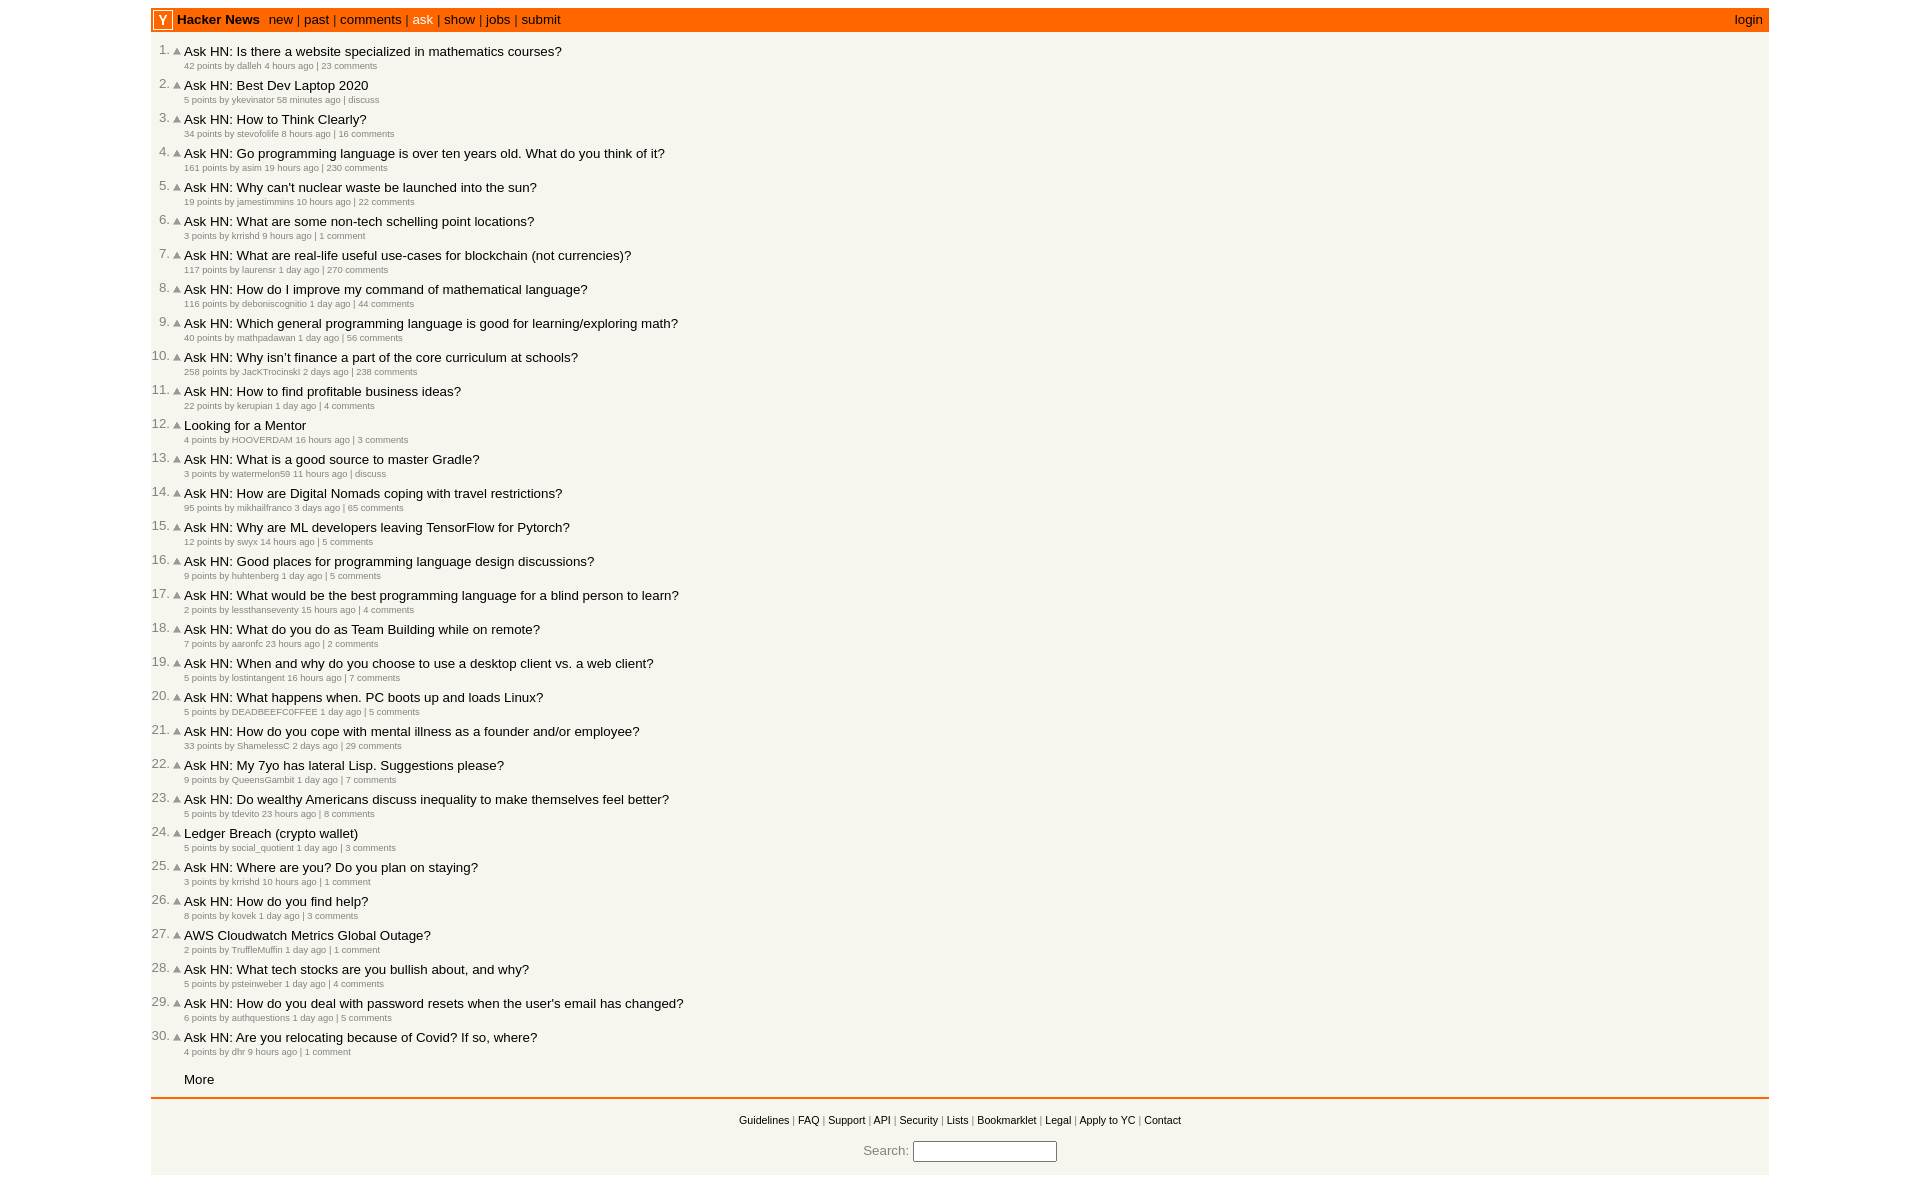 Y Hacker News new | past | comments | ask | show | jobs | submit login
1. Ask HN: Is there a website specialized in mathematics courses?
42 points by dalleh 4 hours ago | 23 comments
2. Ask HN: Best Dev Laptop 2020
5 points by ykevinator 58 minutes ago | discuss
3. Ask HN: How to Think Clearly?
34 points by stevofolife 8 hours ago | 16 comments
4. Ask HN: Go programming language is over ten years old. What do you think of it?
161 points by asim 19 hours ago | 230 comments
5. Ask HN: Why can't nuclear waste be launched into the sun?
19 points by jamestimmins 10 hours ago | 22 comments
6. Ask HN: What are some non-tech schelling point locations?
3 points by krrishd 9 hours ago | 1 comment
7. Ask HN: What are real-life useful use-cases for blockchain (not currencies)?
117 points by laurensr 1 day ago | 270 comments
8. Ask HN: How do I improve my command of mathematical language?
116 points by deboniscognitio 1 day ago | 44 comments
9. Ask HN: Which general programming language is good for learning/exploring math?
40 points by mathpadawan 1 day ago | 56 comments
10. Ask HN: Why isn’t finance a part of the core curriculum at schools?
258 points by JacKTrocinskI 2 days ago | 238 comments
11. Ask HN: How to find profitable business ideas?
22 points by kerupian 1 day ago | 4 comments
12. Looking for a Mentor
4 points by HOOVERDAM 16 hours ago | 3 comments
13. Ask HN: What is a good source to master Gradle?
3 points by watermelon59 11 hours ago | discuss
14. Ask HN: How are Digital Nomads coping with travel restrictions?
95 points by mikhailfranco 3 days ago | 65 comments
15. Ask HN: Why are ML developers leaving TensorFlow for Pytorch?
12 points by swyx 14 hours ago | 5 comments
16. Ask HN: Good places for programming language design discussions?
9 points by huhtenberg 1 day ago | 5 comments
17. Ask HN: What would be the best programming language for a blind person to learn?
2 points by lessthanseventy 15 hours ago | 4 comments
18. Ask HN: What do you do as Team Building while on remote?
7 points by aaronfc 23 hours ago | 2 comments
19. Ask HN: When and why do you choose to use a desktop client vs. a web client?
5 points by lostintangent 16 hours ago | 7 comments
20. Ask HN: What happens when. PC boots up and loads Linux?
5 points by DEADBEEFC0FFEE 1 day ago | 5 comments
21. Ask HN: How do you cope with mental illness as a founder and/or employee?
33 points by ShamelessC 2 days ago | 29 comments
22. Ask HN: My 7yo has lateral Lisp. Suggestions please?
9 points by QueensGambit 1 day ago | 7 comments
23. Ask HN: Do wealthy Americans discuss inequality to make themselves feel better?
5 points by tdevito 23 hours ago | 8 comments
24. Ledger Breach (crypto wallet)
5 points by social_quotient 1 day ago | 3 comments
25. Ask HN: Where are you? Do you plan on staying?
3 points by krrishd 10 hours ago | 1 comment
26. Ask HN: How do you find help?
8 points by kovek 1 day ago | 3 comments
27. AWS Cloudwatch Metrics Global Outage?
2 points by TruffleMuffin 1 day ago | 1 comment
28. Ask HN: What tech stocks are you bullish about, and why?
5 points by psteinweber 1 day ago | 4 comments
29. Ask HN: How do you deal with password resets when the user's email has changed?
6 points by authquestions 1 day ago | 5 comments
30. Ask HN: Are you relocating because of Covid? If so, where?
4 points by dhr 9 hours ago | 1 comment
More
Guidelines | FAQ | Support | API | Security | Lists | Bookmarklet | Legal | Apply to YC | Contact
Search: